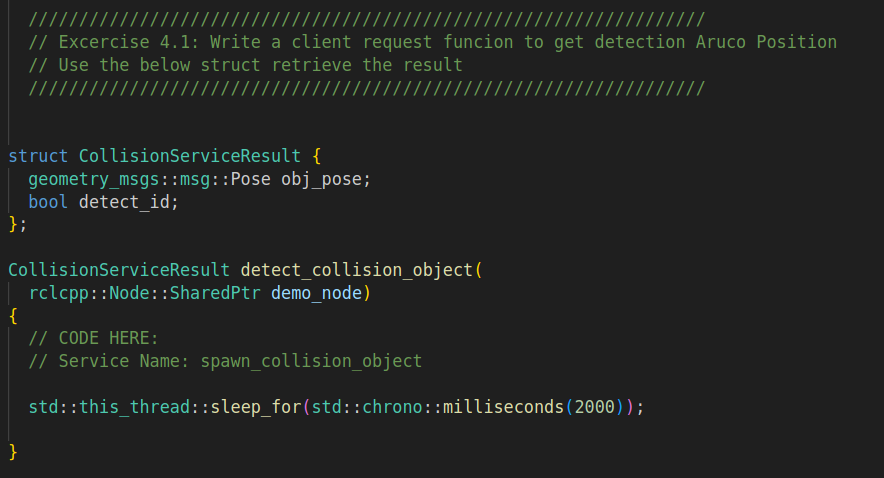 ///////////////////////////////////////////////////////////////////
// Excercise 4.1: Write a client request funcion to get detection Aruco Position
// Use the below struct retrieve the result
///////////////////////////////////////////////////////////////////
struct CollisionServiceResult {
geometry_msgs::msg::Pose obj_pose;
bool detect_id;
};
CollisionServiceResult detect_collision_object(
rclcpp::Node::SharedPtr demo_node)
{
// CODE HERE:
// Service Name: spawn_collision_object
std::this_thread::sleep_for(std::chrono::milliseconds(2000));
}